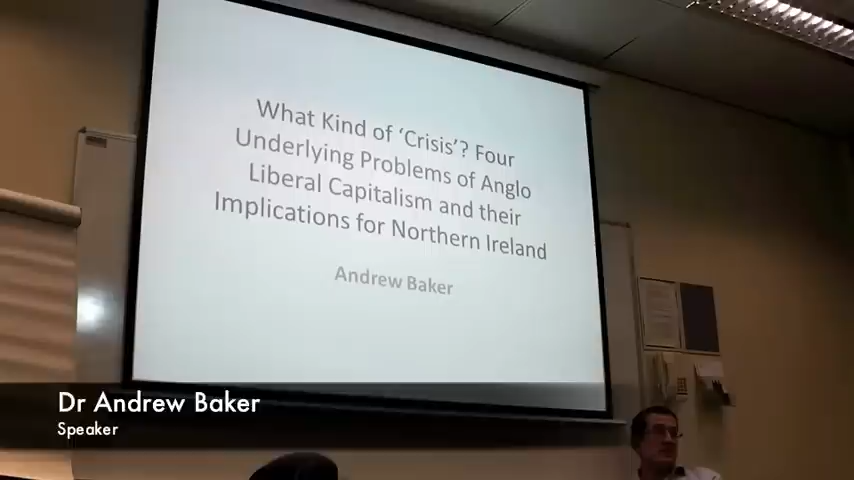 What Kind of ‘Crisis’? Four
Underlying Problems of Anglo
Liberal Capitalism and their
Implications for Northern Ireland
Andrew Baker
Dr Andrew Baker
Speaker